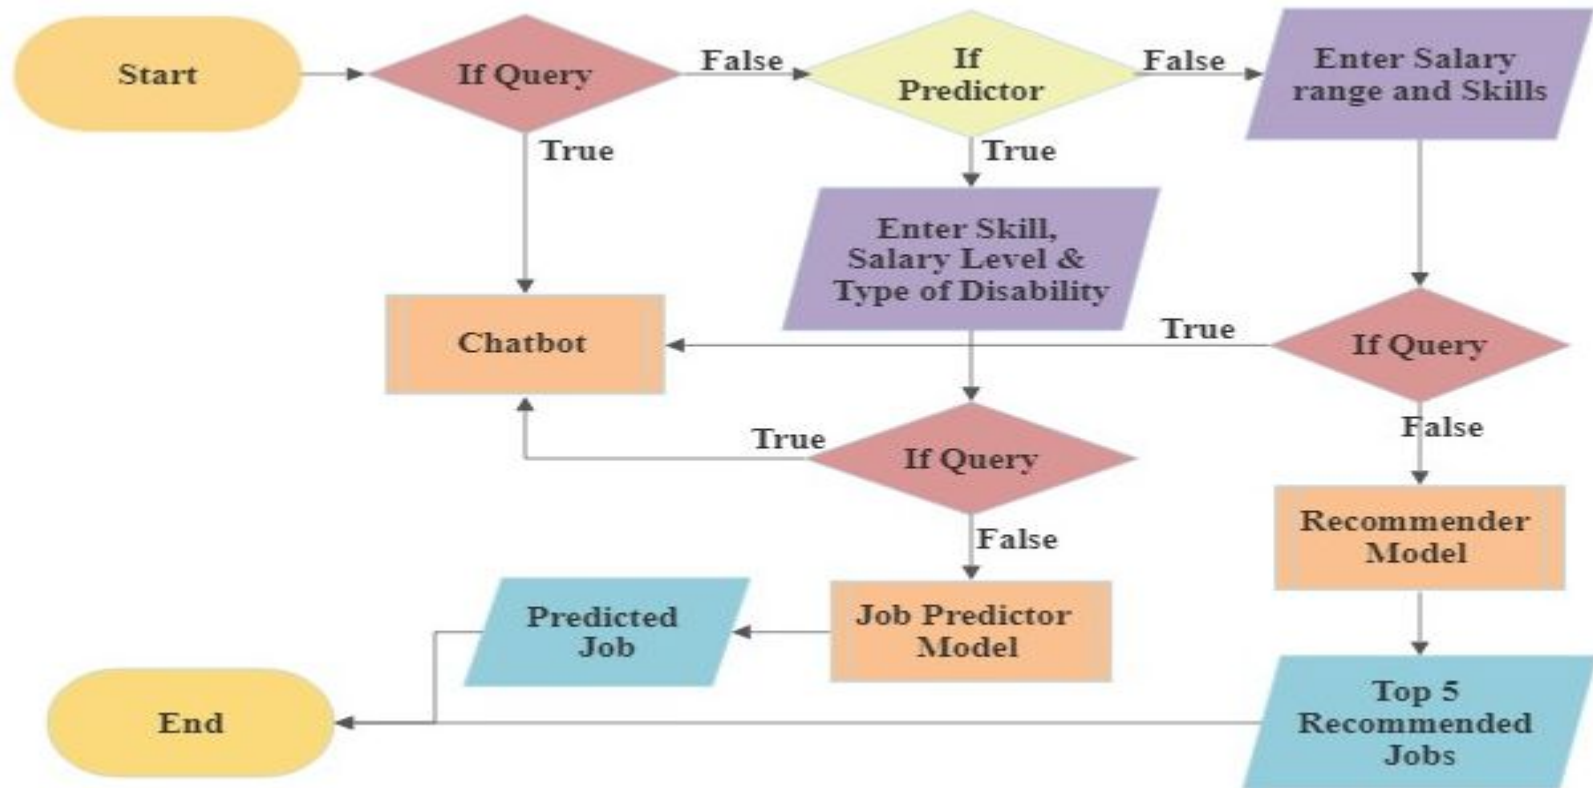 Start
If Query
False
If
Predictor
False
Enter Salary
range and Skills
True
True
Enter Skill,
Salary Level &
Type of Disability
Chatbot
True
If Query
True
If Query
False
False
Recommender
Model
Predicted
Job
Job Predictor
Model
End
Top 5
Recommended
Jobs